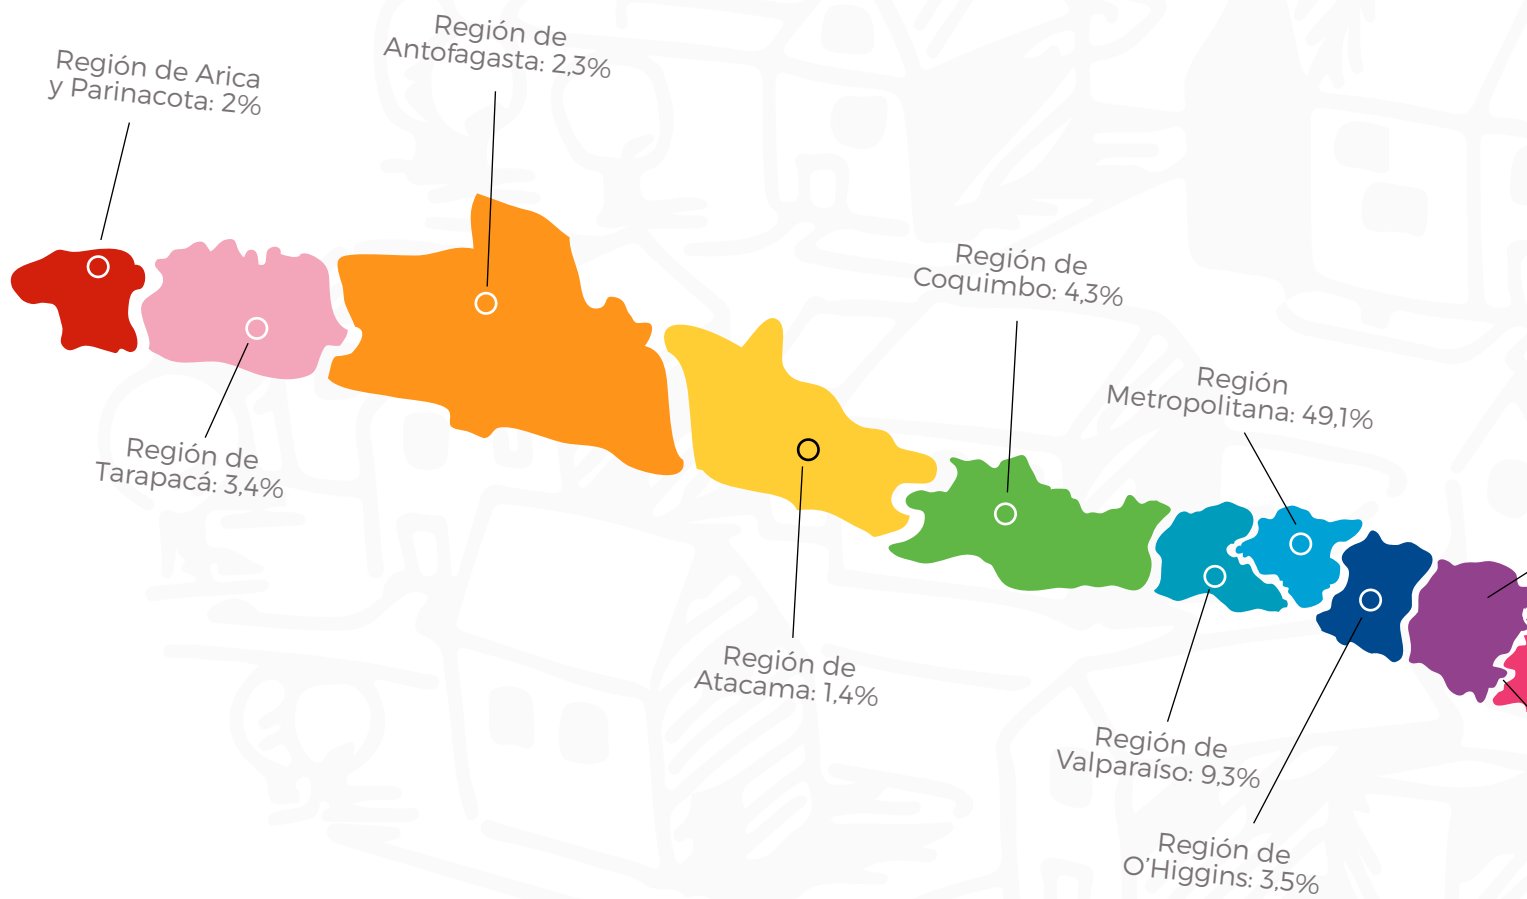 Región de Arica
y Parinacota: 2%
Región de
Antofagasta: 2,3%
Región de
Tarapacá: 3,4%
Región de
Coquimbo: 4,3%
Región de
Atacama: 1,4%
Región
Metropolitana: 49,1%
Región de
Valparaíso: 9,3%
Región de
O’Higgins: 3,5%